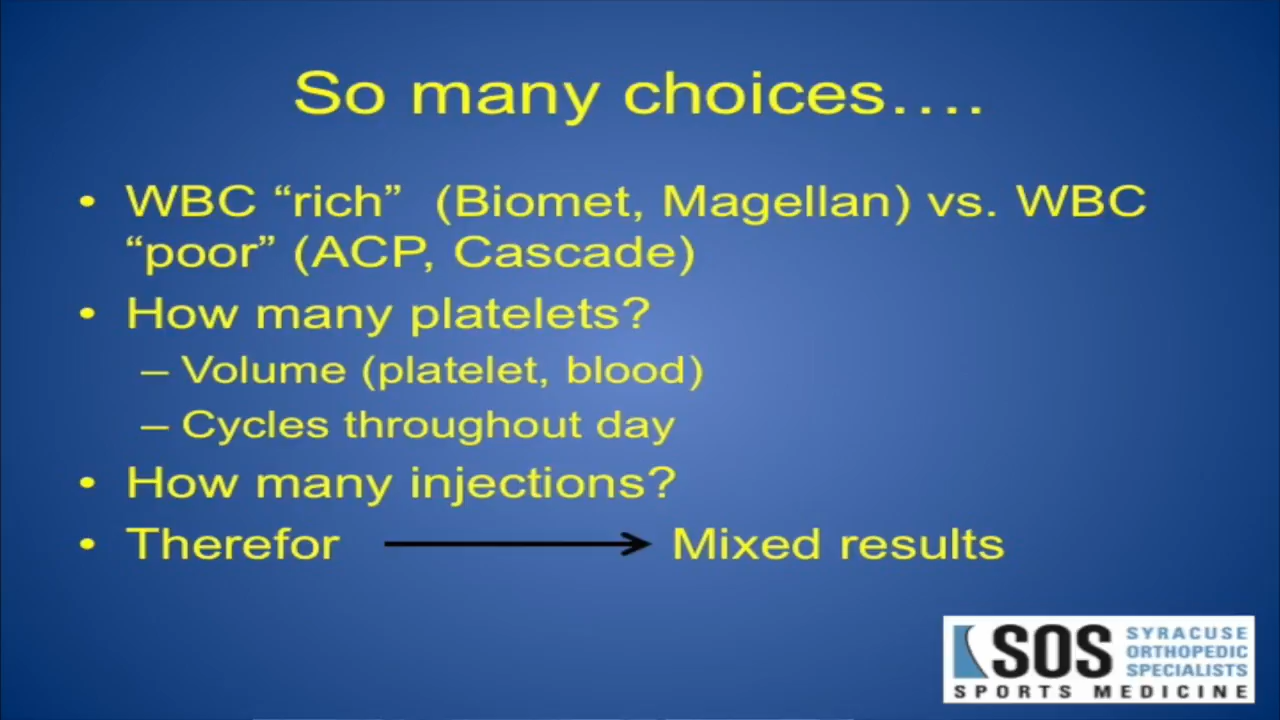 So many choices….
• WBC “rich” (Biomet, Magellan) vs. WBC
“poor” (ACP, Cascade)
• How many platelets?
– Volume (platelet, blood)
– Cycles throughout day
• How many injections?
• Therefor Mixed results
SOS
SYRACUSE
ORTHOPEDIC
SPECIALISTS
SPORTS MEDICINE